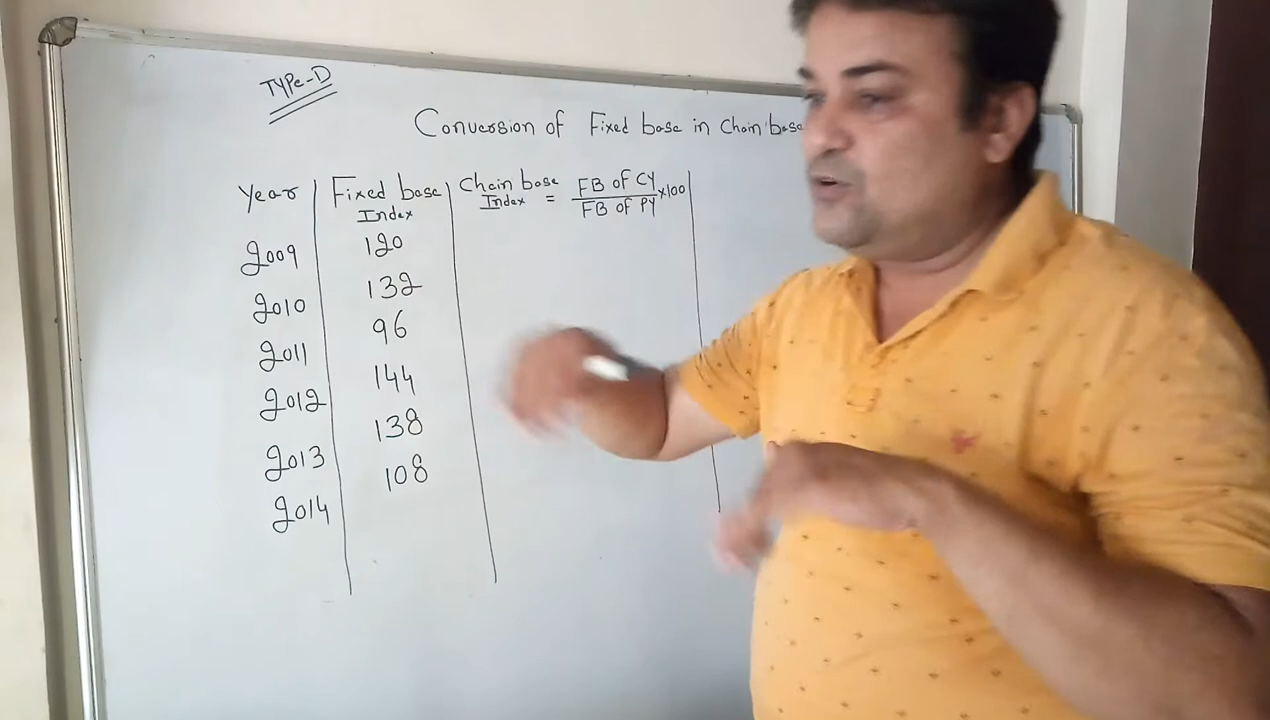 TYPe-D
Conversion of Fixed base in Chain base
Year | Fixed base Index | Chain base Index = FB of CY / FB of PY ×100
2009 120
2010 132
2011 96
2012 144
2013 138
2014 108